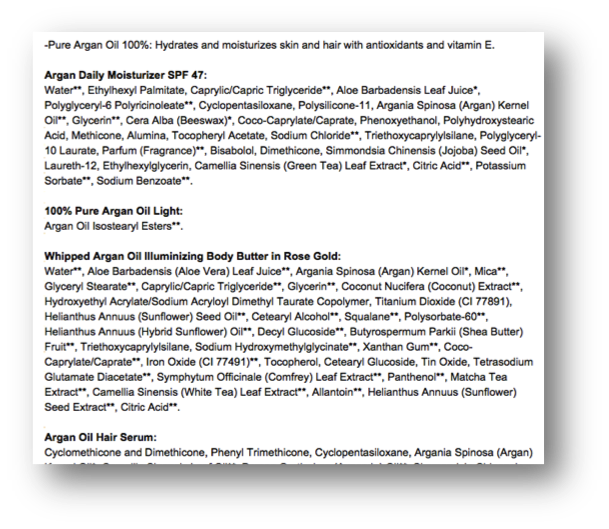 -Pure Argan Oil 100%: Hydrates and moisturizes skin and hair with antioxidants and vitamin E.
Argan Daily Moisturizer SPF 47:
Water**, Ethylhexyl Palmitate, Caprylic/Capric Triglyceride**, Aloe Barbadensis Leaf Juice*,
Polyglyceryl-6 Polyricinoleate**, Cyclopentasiloxane, Polysilicone-11, Argania Spinosa (Argan) Kernel
Oil**, Glycerin**, Cera Alba (Beeswax)*, Coco-Caprylate/Caprate, Phenoxyethanol, Polyhydroxystearic
Acid, Methicone, Alumina, Tocopheryl Acetate, Sodium Chloride**, Triethoxycaprylylsilane, Polyglyceryl-
10 Laurate, Parfum (Fragrance)**, Bisabolol, Dimethicone, Simmondsia Chinensis (Jojoba) Seed Oil*,
Laureth-12, Ethylhexylglycerin, Camellia Sinensis (Green Tea) Leaf Extract*, Citric Acid**, Potassium
Sorbate**, Sodium Benzoate**.
100% Pure Argan Oil Light:
Argan Oil Isostearyl Esters**.
Whipped Argan Oil Illuminizing Body Butter in Rose Gold:
Water**, Aloe Barbadensis (Aloe Vera) Leaf Juice**, Argania Spinosa (Argan) Kernel Oil*, Mica**,
Glyceryl Stearate**, Caprylic/Capric Triglyceride**, Glycerin**, Coconut Nucifera (Coconut) Extract**,
Hydroxyethyl Acrylate/Sodium Acryloyl Dimethyl Taurate Copolymer, Titanium Dioxide (CI 77891),
Helianthus Annuus (Sunflower) Seed Oil**, Cetearyl Alcohol**, Squalane**, Polysorbate-60**,
Helianthus Annuus (Hybrid Sunflower) Oil**, Decyl Glucoside**, Butyrospermum Parkii (Shea Butter)
Fruit**, Triethoxycaprylylsilane, Sodium Hydroxymethylglycinate**, Xanthan Gum**, Coco-
Caprylate/Caprate**, Iron Oxide (CI 77491)**, Tocopherol, Cetearyl Glucoside, Tin Oxide, Tetrasodium
Glutamate Diacetate**, Symphytum Officinale (Comfrey) Leaf Extract**, Panthenol**, Matcha Tea
Extract**, Camellia Sinensis (White Tea) Leaf Extract**, Allantoin**, Helianthus Annuus (Sunflower)
Seed Extract**, Citric Acid**.
Argan Oil Hair Serum:
Cyclomethicone and Dimethicone, Phenyl Trimethicone, Cyclopentasiloxane, Argania Spinosa (Argan)